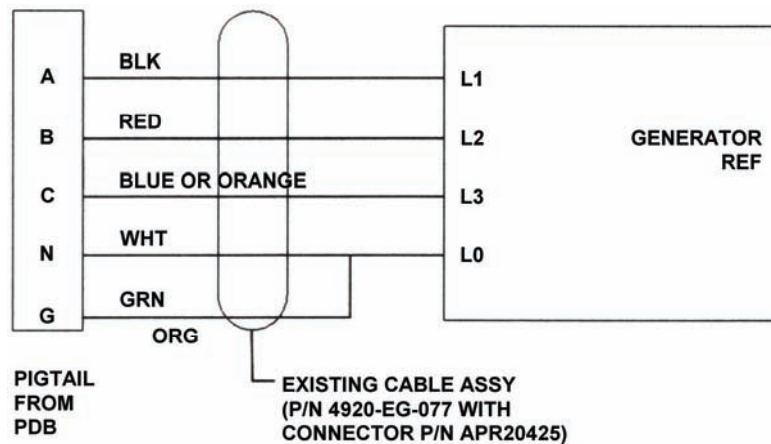 A BLK L1
B RED L2
GENERATOR
REF
C BLUE OR ORANGE L3
N WHT L0
G GRN
ORG
PIGTAIL
FROM
PDB
EXISTING CABLE ASSY
(P/N 4920-EG-077 WITH
CONNECTOR P/N APR20425)